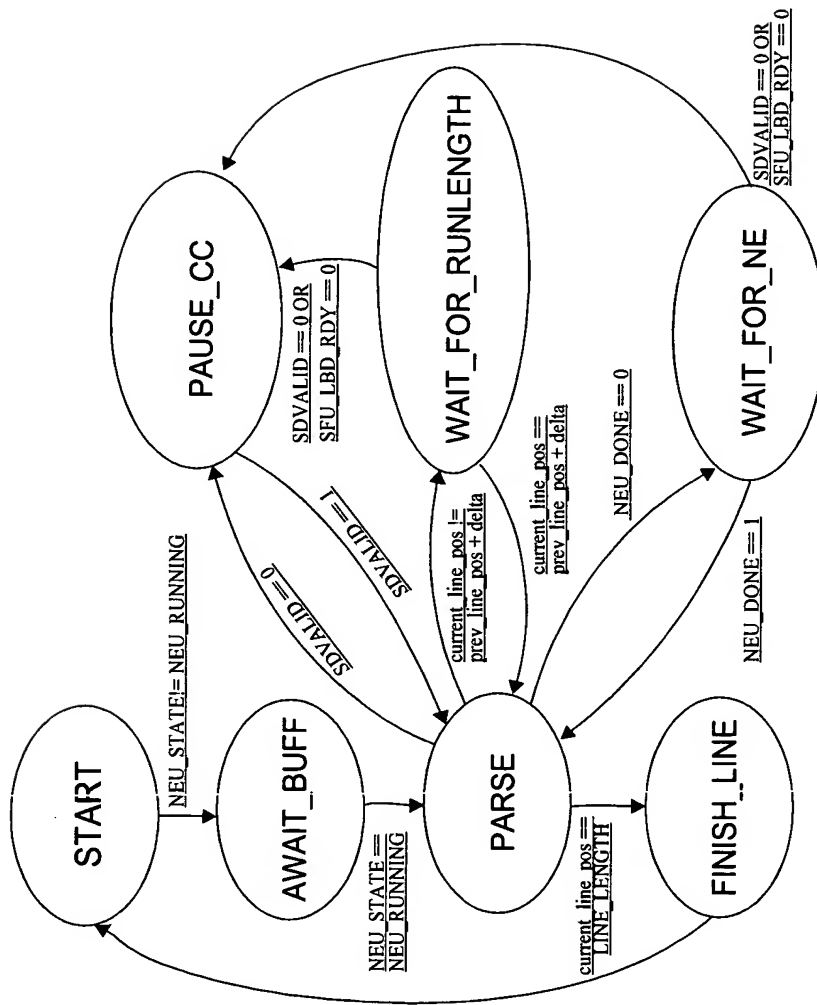 START
NEU_STATE!= NEU_RUNNING
AWAIT_BUFF
NEU_STATE ==
NEU_RUNNING
PARSE
current_line_pos ==
LINE_LENGTH
FINISH_LINE
SDVALID == 0
SDVALID == 1
PAUSE_CC
SDVALID == 0 OR
SFU_LBD_RDY == 0
WAIT_FOR_RUNLENGTH
current_line_pos !=
prev_line_pos + delta
current_line_pos ==
prev_line_pos + delta
NEU_DONE == 0
NEU_DONE == 1
WAIT_FOR_NE
SDVALID == 0 OR
SFU_LBD_RDY == 0